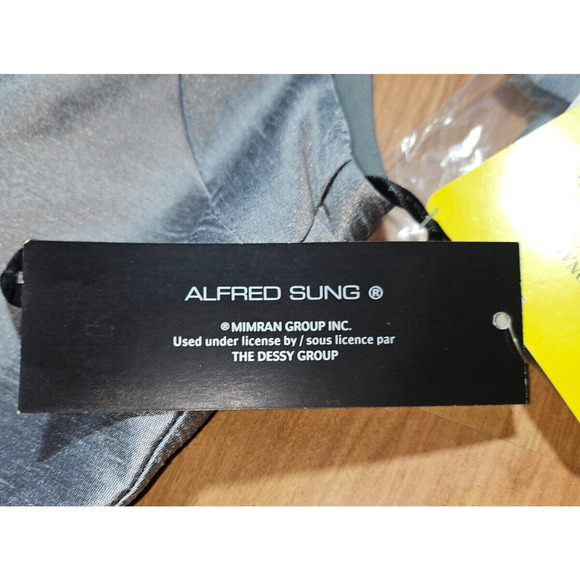 ALFRED SUNG ®
® MIMRAN GROUP INC.
Used under license by / sous licence par
THE DESSY GROUP